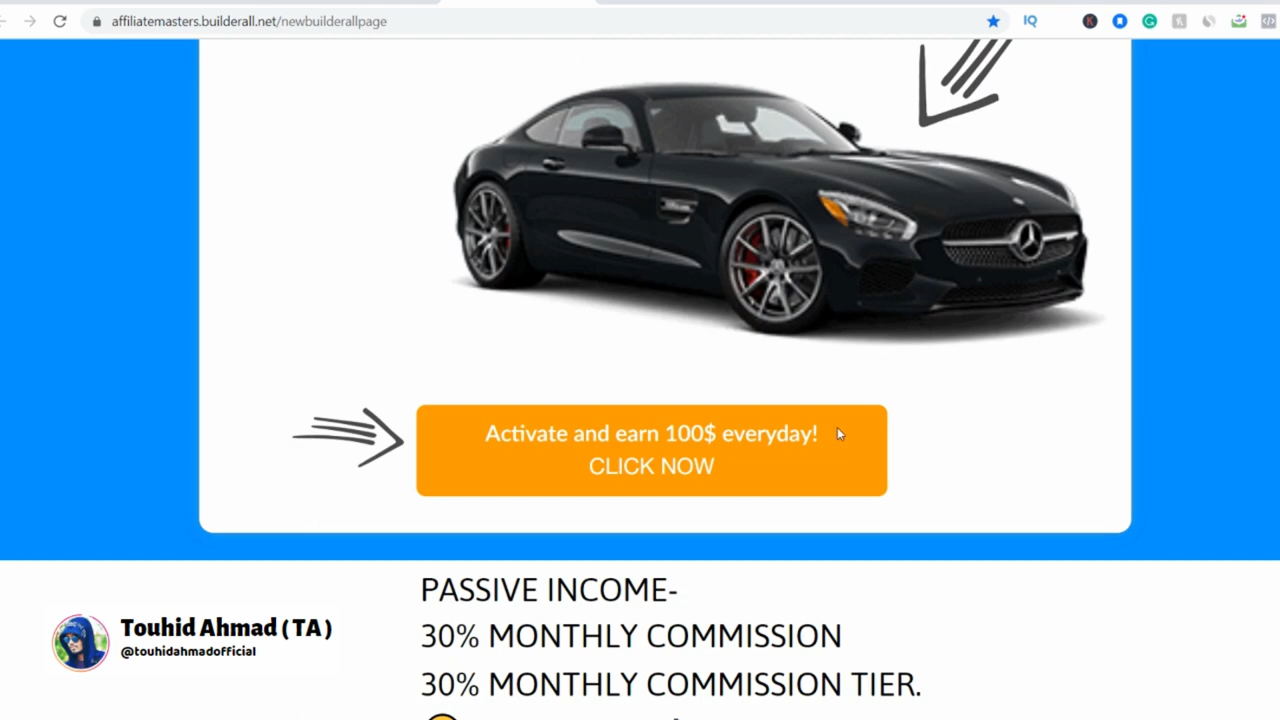 affiliatemasters.builderall.net/newbuilderallpage
IQ
Activate and earn 100$ everyday!
CLICK NOW
PASSIVE INCOME-
30% MONTHLY COMMISSION
30% MONTHLY COMMISSION TIER.
Touhid Ahmad ( TA )
@touhidahmadofficial